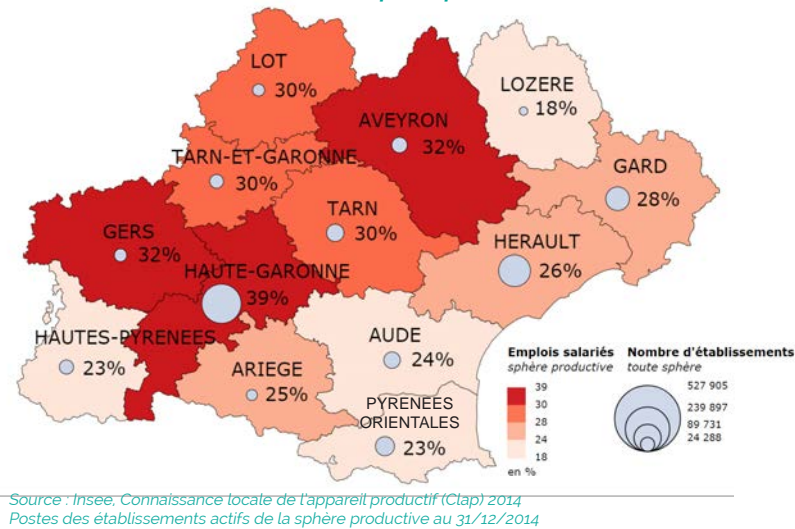 LOT
30%
LOZERE
18%
AVEYRON
32%
TARN-ET-GARONNE
30%
GARD
28%
TARN
30%
GERS
32%
HERAULT
26%
HAUTE-GARONNE
39%
HAUTES-PYRENEES
23%
AUDE
24%
ARIEGE
25%
PYRENEES
ORIENTALES
23%
Emplois salariés
sphère productive
39
30
28
24
18
en %
Nombre d'établissements
toute sphère
527 905
239 897
89 731
24 288
Source : Insee, Connaissance locale de l'appareil productif (Clap) 2014
Postes des établissements actifs de la sphère productive au 31/12/2014